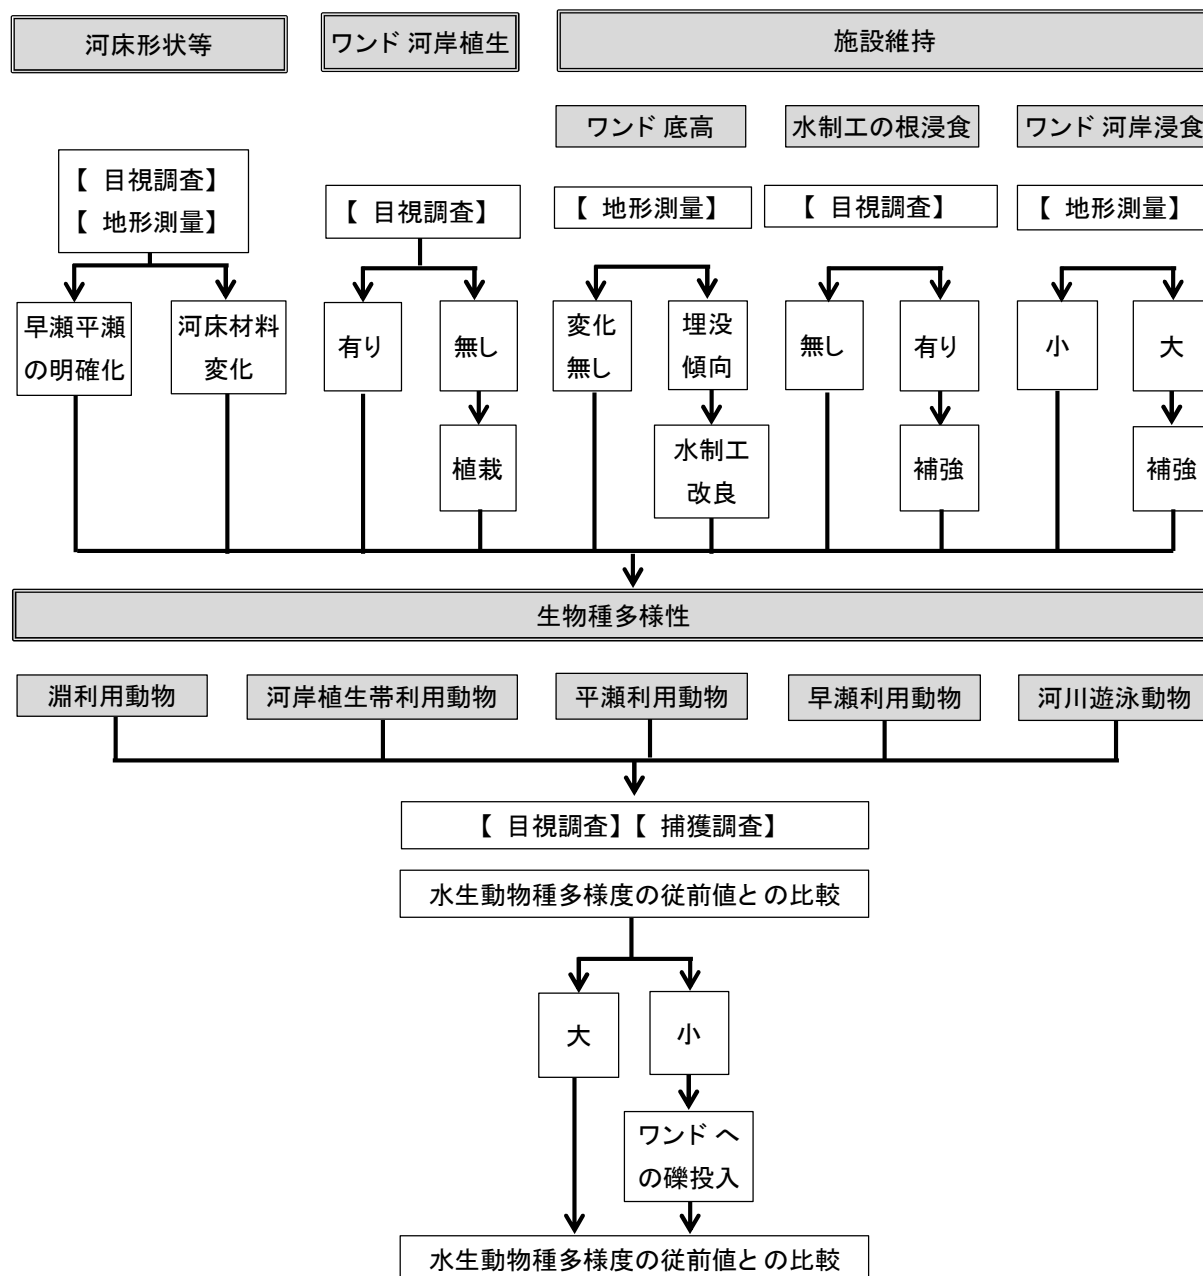 河床形状等
ワンド 河岸植生
施設維持
ワンド 底高
水制工の根浸食
ワンド 河岸浸食
【 目視調査】
【 地形測量】
【 目視調査】
【 地形測量】
【 目視調査】
【 地形測量】
早瀬平瀬
の明確化
河床材料
変化
有り
無し
変化
無し
埋没
傾向
無し
有り
小
大
植栽
水制工
改良
補強
補強
生物種多様性
淵利用動物
河岸植生帯利用動物
平瀬利用動物
早瀬利用動物
河川遊泳動物
【 目視調査】【 捕獲調査】
水生動物種多様度の従前値と の比較
大
小
ワンド へ
の礫投入
水生動物種多様度の従前値と の比較